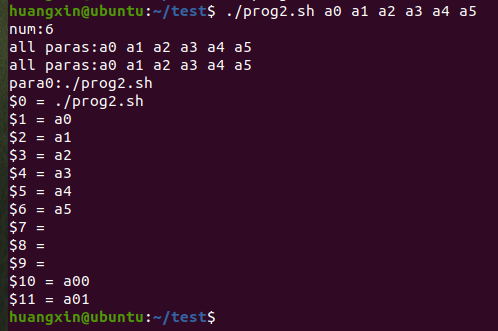 huangxin@ubuntu:~/test$ ./prog2.sh a0 a1 a2 a3 a4 a5
num:6
all paras:a0 a1 a2 a3 a4 a5
all paras:a0 a1 a2 a3 a4 a5
para0:./prog2.sh
$0 = ./prog2.sh
$1 = a0
$2 = a1
$3 = a2
$4 = a3
$5 = a4
$6 = a5
$7 =
$8 =
$9 =
$10 = a00
$11 = a01
huangxin@ubuntu:~/test$